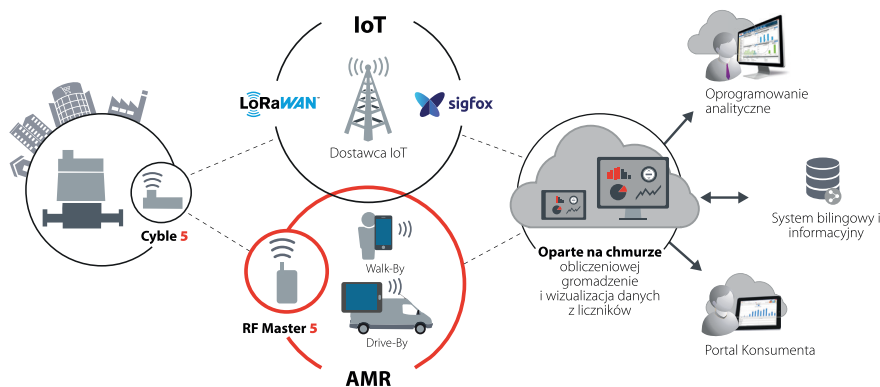 IoT
LoRaWAN™
sigfox
Dostawca IoT
Cyble 5
Walk-By
RF Master 5
Drive-By
AMR
Oparte na chmurze
obliczeniowej
gromadzenie
i wizualizacja danych
z liczników
Oprogramowanie
analityczne
System bilingowy i
informacyjny
Portal Konsumenta